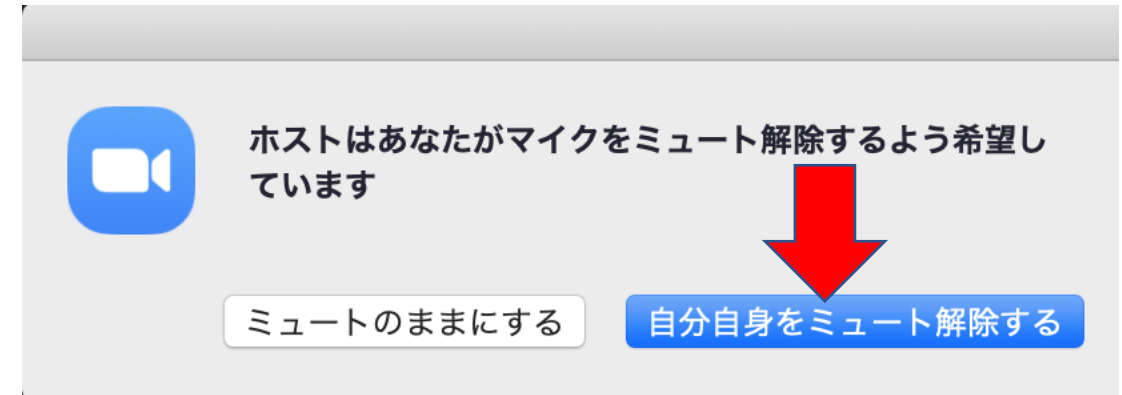 ホストはあなたがマイクをミュート解除するよう希望し
ています
ミュートのままにする
自分自身をミュート解除する